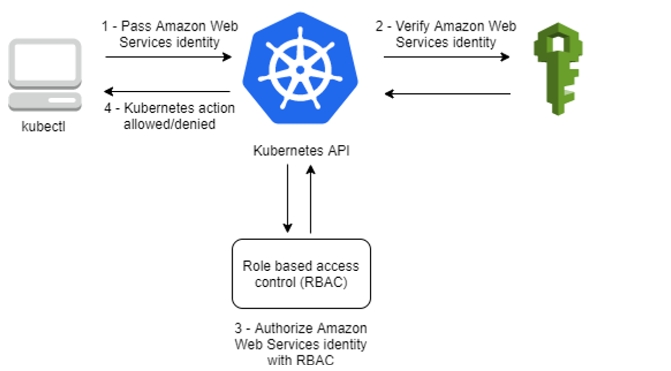 1 - Pass Amazon Web
Services identity
2 - Verify Amazon Web
Services identity
4 - Kubernetes action
allowed/denied
kubectl
Kubernetes API
Role based access
control (RBAC)
3 - Authorize Amazon
Web Services identity
with RBAC